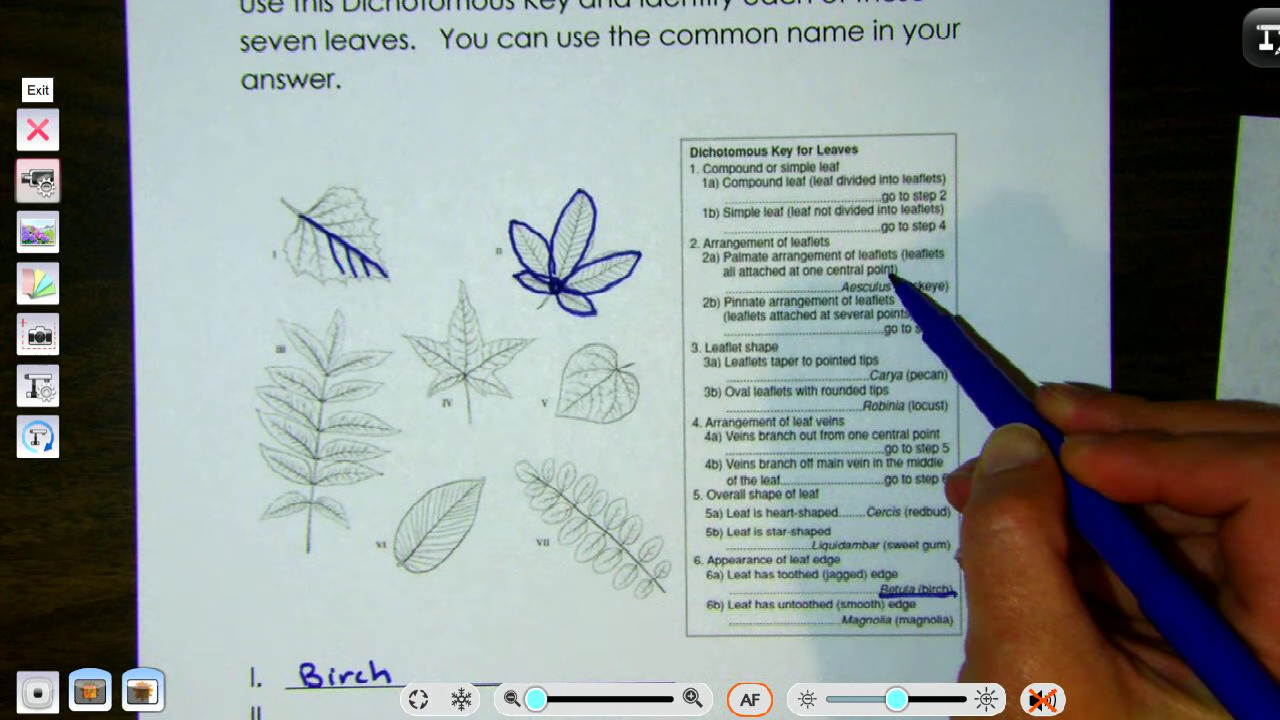 Use this Dichotomous Key and identify each of these
seven leaves. You can use the common name in your
answer.
Exit
Dichotomous Key for Leaves
1. Compound or simple leaf
1a) Compound leaf (leaf divided into leaflets)
..............................go to step 2
1b) Simple leaf (leaf not divided into leaflets)
..............................go to step 4
2. Arrangement of leaflets
2a) Palmate arrangement of leaflets (leaflets
all attached at one central point)
......................Aesculus keye)
2b) Pinnate arrangement of leaflets
(leaflets attached at several points
..............................go to s
3. Leaflet shape
3a) Leaflets taper to pointed tips
............................Carya (pecan)
3b) Oval leaflets with rounded tips
...........................Robinia (locust)
4. Arrangement of leaf veins
4a) Veins branch out from one central point
..............................go to step 5
4b) Veins branch off main vein in the middle
of the leaf....................go to step
5. Overall shape of leaf
5a) Leaf is heart-shaped.......Cercis (redbud)
5b) Leaf is star-shaped
.................Liquidambar (sweet gum)
6. Appearance of leaf edge
6a) Leaf has toothed (jagged) edge
..............................Betula (birch)
6b) Leaf has untoothed (smooth) edge
......................Magnolia (magnolia)
I
II
III
IV
V
VI
VII
I. Birch
II
AF